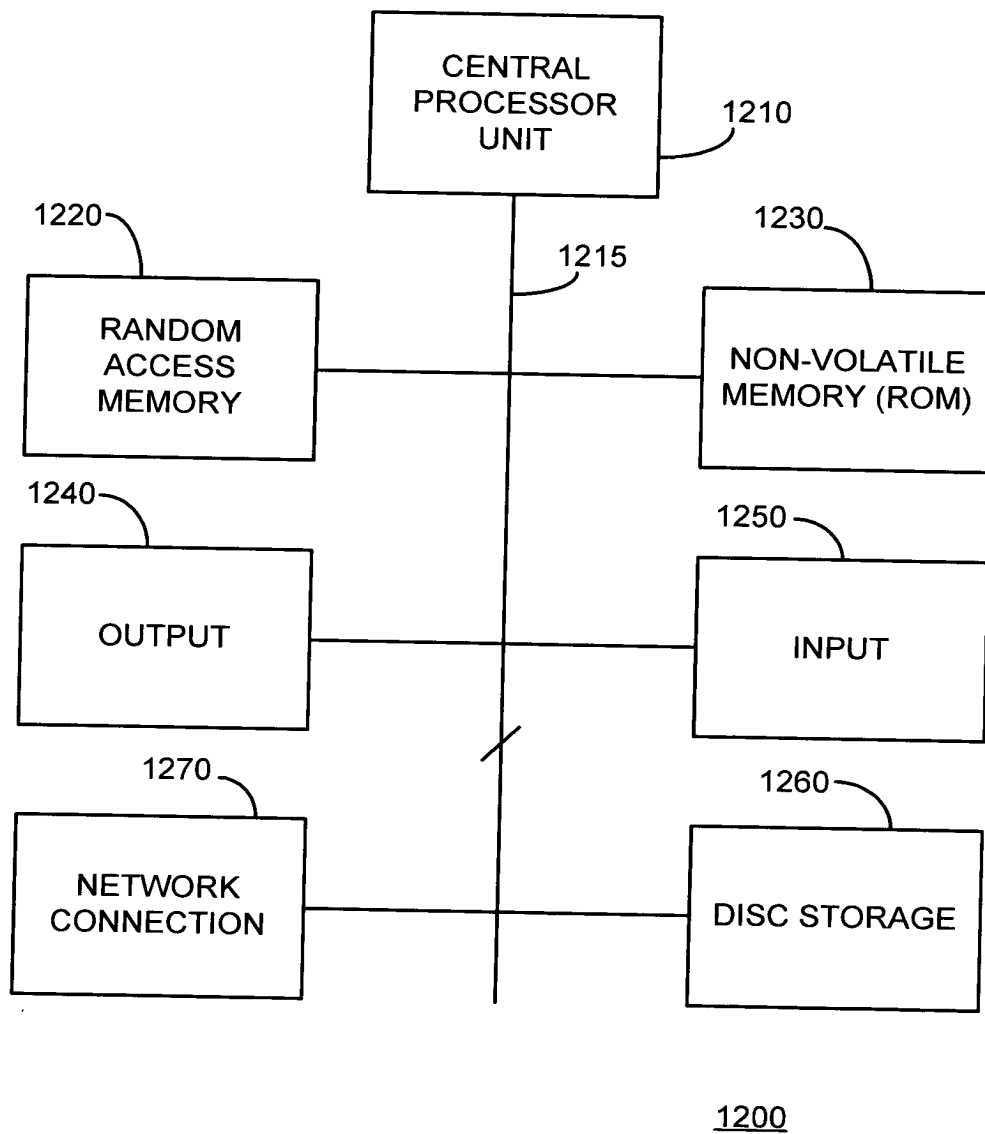 CENTRAL
PROCESSOR
UNIT
1210
1220
1215
1230
RANDOM
ACCESS
MEMORY
NON-VOLATILE
MEMORY (ROM)
1240
1250
OUTPUT
INPUT
1270
1260
NETWORK
CONNECTION
DISC STORAGE
1200